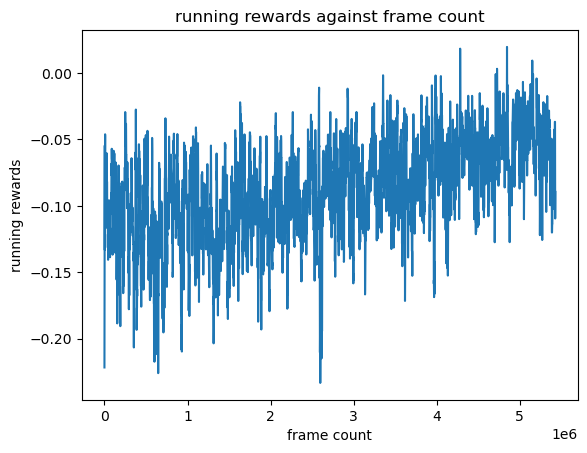 running rewards against frame count
0.00
−0.05
−0.10
−0.15
−0.20
running rewards
0
1
2
3
4
5
1e6
frame count